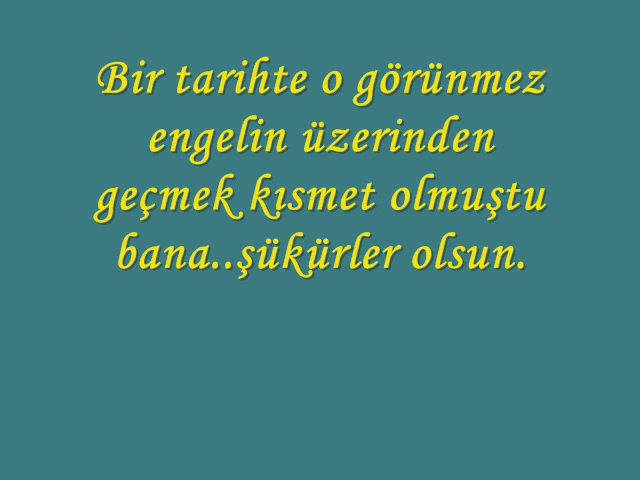 Bir tarihte o görünmez
engelin üzerinden
geçmek kısmet olmuştu
bana..şükürler olsun.